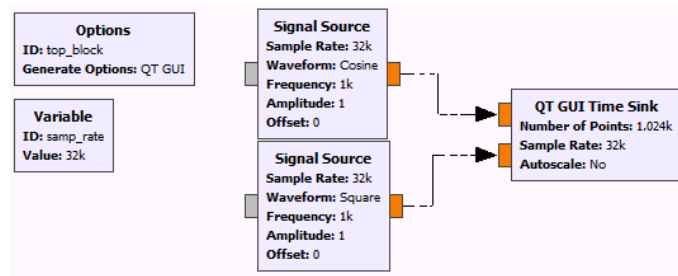 Options
ID: top_block
Generate Options: QT GUI
Variable
ID: samp_rate
Value: 32k
Signal Source
Sample Rate: 32k
Waveform: Cosine
Frequency: 1k
Amplitude: 1
Offset: 0
Signal Source
Sample Rate: 32k
Waveform: Square
Frequency: 1k
Amplitude: 1
Offset: 0
QT GUI Time Sink
Number of Points: 1.024k
Sample Rate: 32k
Autoscale: No